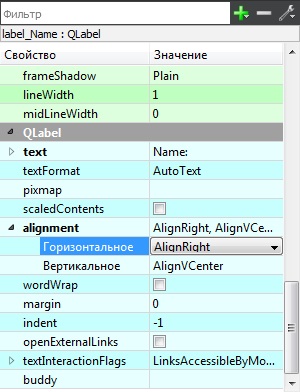 Фильтр
label_Name : QLabel
Свойство Значение
frameShadow Plain
lineWidth 1
midLineWidth 0
QLabel
text Name:
textFormat AutoText
pixmap
scaledContents
alignment AlignRight, AlignVCe...
Горизонтальное AlignRight
Вертикальное AlignVCenter
wordWrap
margin 0
indent -1
openExternalLinks
textInteractionFlags LinksAccessibleByMo...
buddy